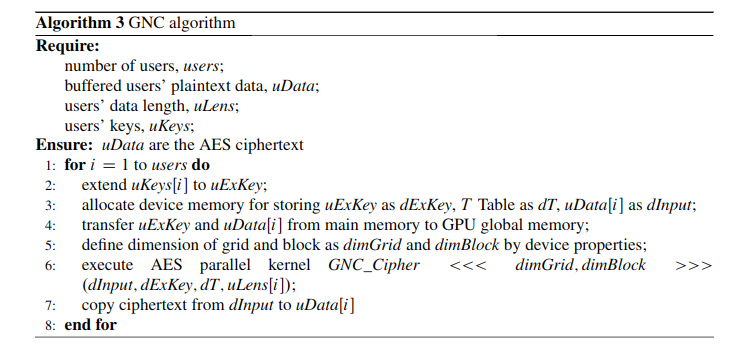 Algorithm 3 GNC algorithm
Require:
number of users, users;
buffered users' plaintext data, uData;
users' data length, uLens;
users' keys, uKeys;
Ensure: uData are the AES ciphertext
1: for i = 1 to users do
2: extend uKeys[i] to uExKey;
3: allocate device memory for storing uExKey as dExKey, T Table as dT, uData[i] as dInput;
4: transfer uExKey and uData[i] from main memory to GPU global memory;
5: define dimension of grid and block as dimGrid and dimBlock by device properties;
6: execute AES parallel kernel GNC_Cipher <<< dimGrid, dimBlock >>>
(dInput, dExKey, dT, uLens[i]);
7: copy ciphertext from dInput to uData[i]
8: end for